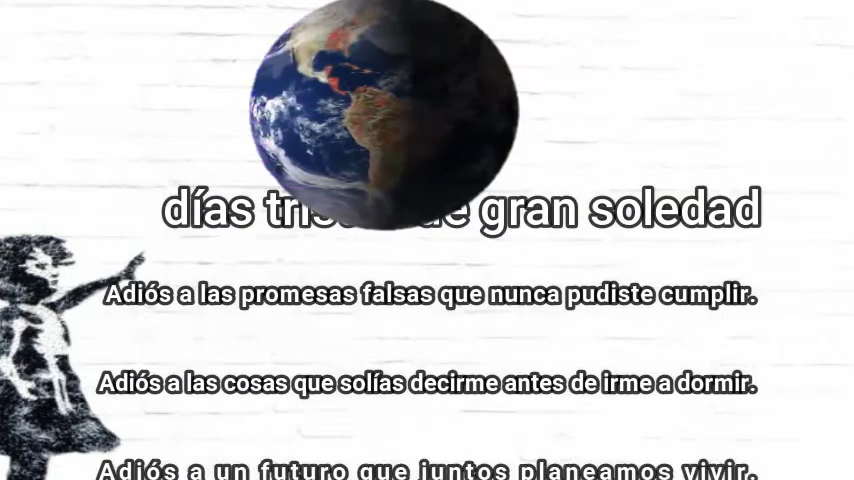 días de gran soledad
Adiós a las promesas falsas que nunca pudiste cumplir.
Adiós a las cosas que solías decirme antes de irme a dormir.
Adiós a un futuro que juntos planeamos vivir.